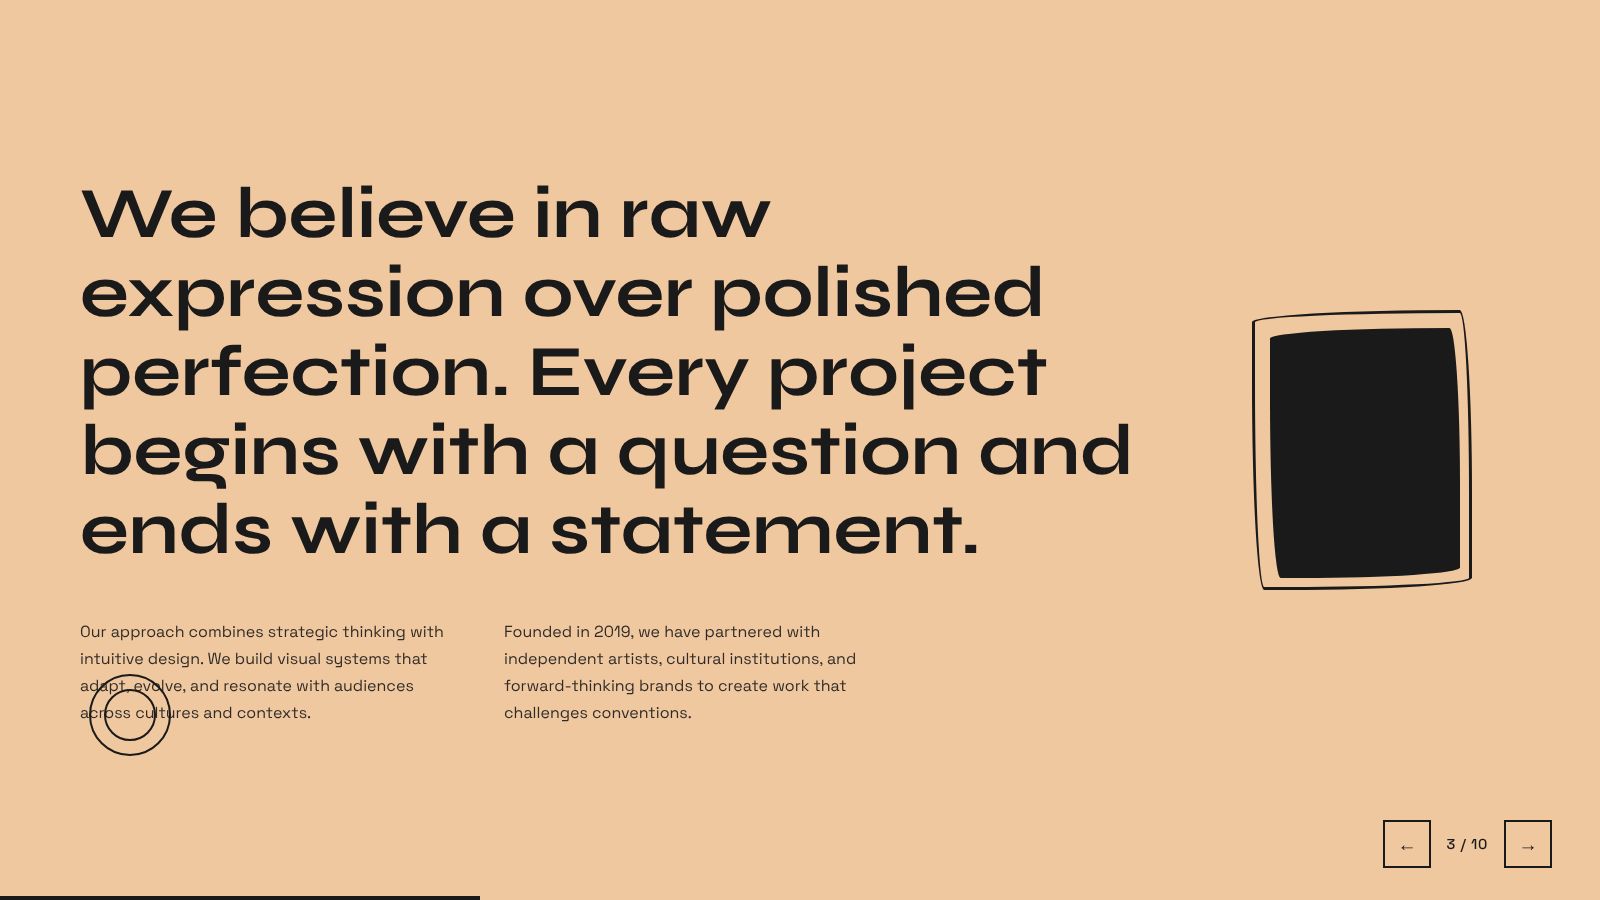 We believe in raw
expression over polished
perfection. Every project
begins with a question and
ends with a statement.
Our approach combines strategic thinking with
intuitive design. We build visual systems that
adapt, evolve, and resonate with audiences
across cultures and contexts.
Founded in 2019, we have partnered with
independent artists, cultural institutions, and
forward-thinking brands to create work that
challenges conventions.
← 3 / 10 →